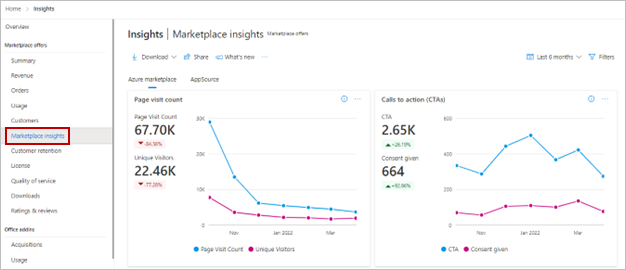 Home > Insights
Overview
Marketplace offers
Summary
Revenue
Orders
Usage
Customers
Marketplace insights
Customer retention
License
Quality of service
Downloads
Ratings & reviews
Office addins
Acquisitions
Usage
Insights | Marketplace insights Marketplace offers
Download Share What's new ...
Last 6 months Filters
Azure marketplace AppSource
Page visit count
Page Visit Count
67.70K
Unique Visitors
22.46K
-77.28%
30K
20K
10K
0
Nov Jan 2022 Mar
Page Visit Count Unique Visitors
Calls to action (CTAs)
CTA
2.65K
+26.19%
Consent given
664
600
400
200
0
Nov Jan 2022 Mar
CTA Consent given